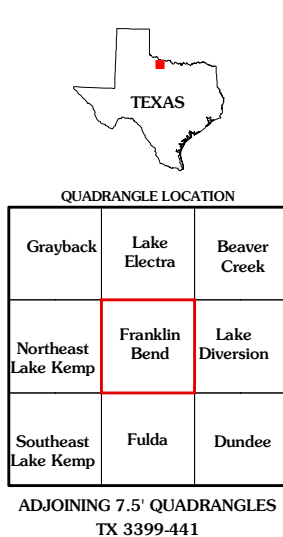 TEXAS
QUADRANGLE LOCATION
Grayback
Lake
Electra
Beaver
Creek
Northeast
Lake Kemp
Franklin
Bend
Lake
Diversion
Southeast
Lake Kemp
Fulda
Dundee
ADJOINING 7.5' QUADRANGLES
TX 3399-441